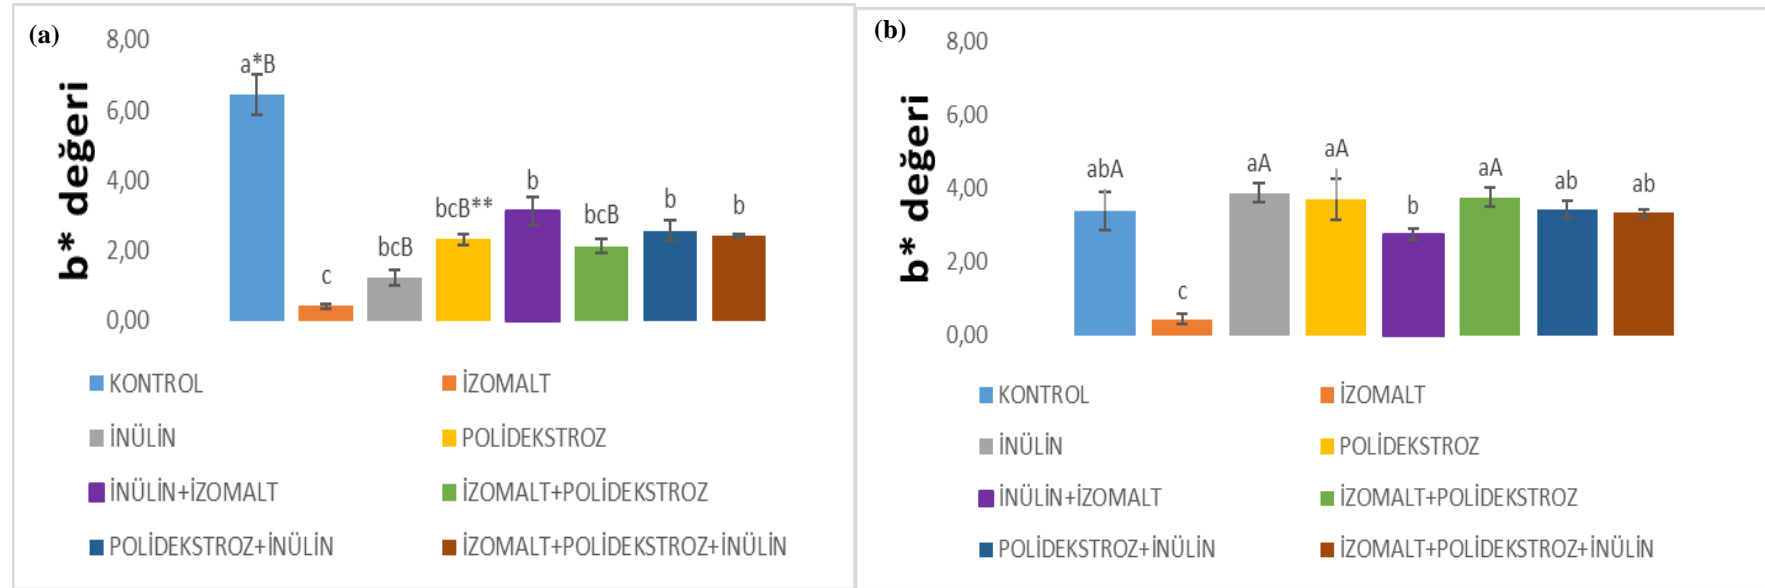 (a)
b* değeri
8,00
6,00
4,00
2,00
0,00
a*B
c
bcB
bcB**
b
bcB
b
b
KONTROL
İZOMALT
İNÜLİN
POLİDEKSTROZ
İNÜLİN+İZOMALT
İZOMALT+POLİDEKSTROZ
POLİDEKSTROZ+İNÜLİN
İZOMALT+POLİDEKSTROZ+İNÜLİN
(b)
b* değeri
8,00
6,00
4,00
2,00
0,00
abA
c
aA
aA
b
aA
ab
ab
KONTROL
İZOMALT
İNÜLİN
POLİDEKSTROZ
İNÜLİN+İZOMALT
İZOMALT+POLİDEKSTROZ
POLİDEKSTROZ+İNÜLİN
İZOMALT+POLİDEKSTROZ+İNÜLİN